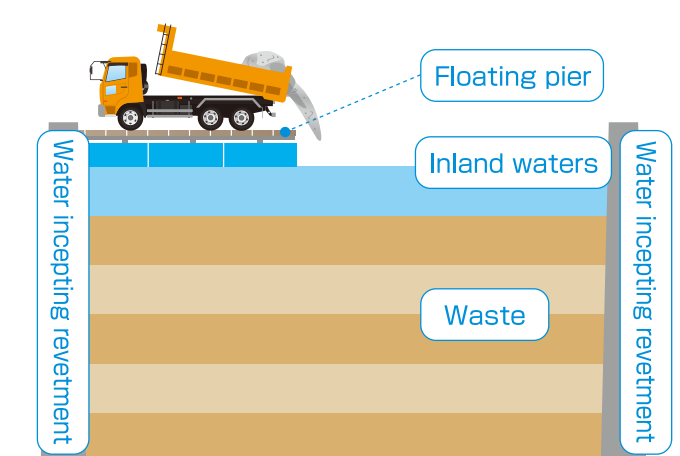 Floating pier
Inland waters
Water incepting revetment
Waste
Water incepting revetment